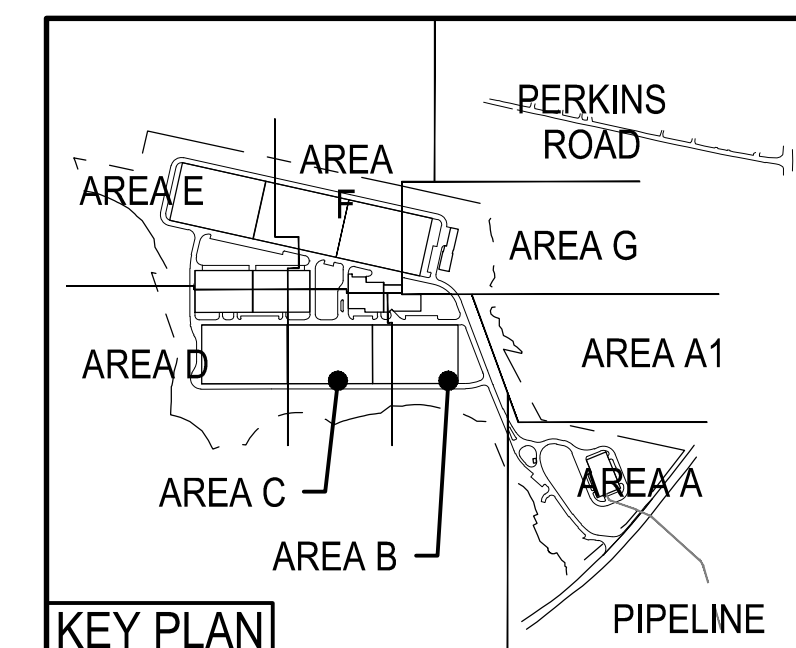 PERKINS
ROAD
AREA
F
AREA E
AREA G
AREA D
AREA A1
AREA C
AREA A
AREA B
PIPELINE
KEY PLAN